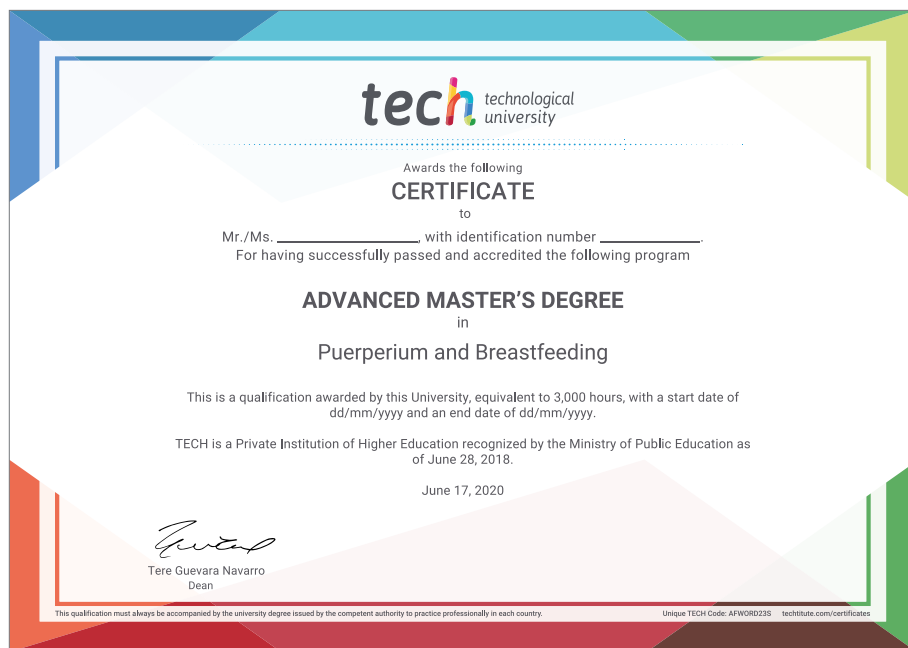 tech technological
university
Awards the following
CERTIFICATE
to
Mr./Ms. ____________, with identification number ____________.
For having successfully passed and accredited the following program
ADVANCED MASTER'S DEGREE
in
Puerperium and Breastfeeding
This is a qualification awarded by this University, equivalent to 3,000 hours, with a start date of
dd/mm/yyyy and an end date of dd/mm/yyyy.
TECH is a Private Institution of Higher Education recognized by the Ministry of Public Education as
of June 28, 2018.
June 17, 2020
Tere Guevara Navarro
Dean
This qualification must always be accompanied by the university degree issued by the competent authority to practice professionally in each country. Unique TECH Code: AFWORD23S techtitute.com/certificates